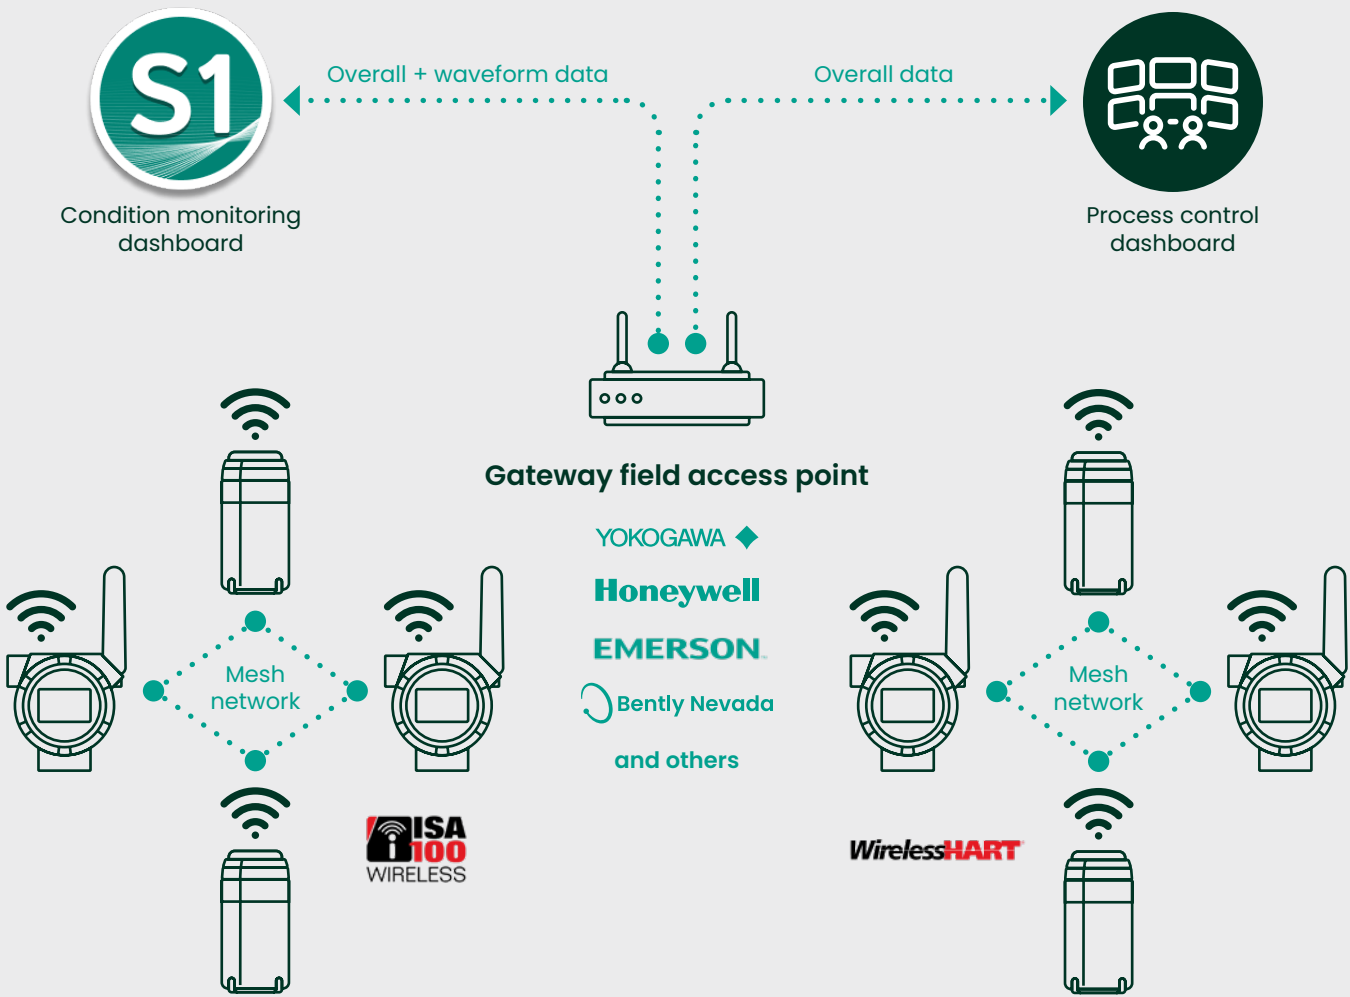 S1
Overall + waveform data
Overall data
Condition monitoring
dashboard
Process control
dashboard
Gateway field access point
YOKOGAWA
Honeywell
EMERSON
Bently Nevada
and others
Mesh
network
Mesh
network
ISA
100
WIRELESS
WirelessHART